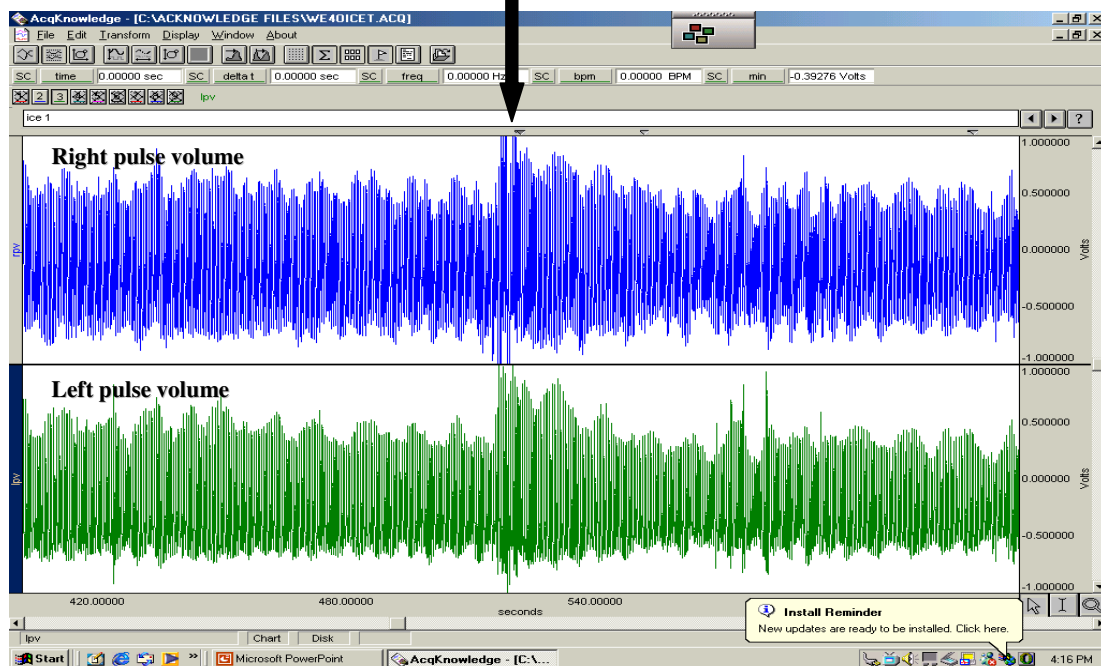 AcqKnowledge - [C:\ACKNOWLEDGE FILES\WE4OICET.ACQ]
File Edit Transform Display Window About
SC time 0.00000 sec SC delta t 0.00000 sec SC freq 0.00000 Hz SC bpm 0.00000 BPM SC min -0.39276 Volts
2 3 lpv
ice 1
Right pulse volume
1.000000
0.500000
0.000000
-0.500000
-1.000000
Volts
rpv
Left pulse volume
1.000000
0.500000
0.000000
-0.500000
-1.000000
Volts
lpv
420.00000 480.00000 540.00000
seconds
Install Reminder
New updates are ready to be installed. Click here.
lpv Chart Disk
Start Microsoft PowerPoint AcqKnowledge - [C:\... 4:16 PM